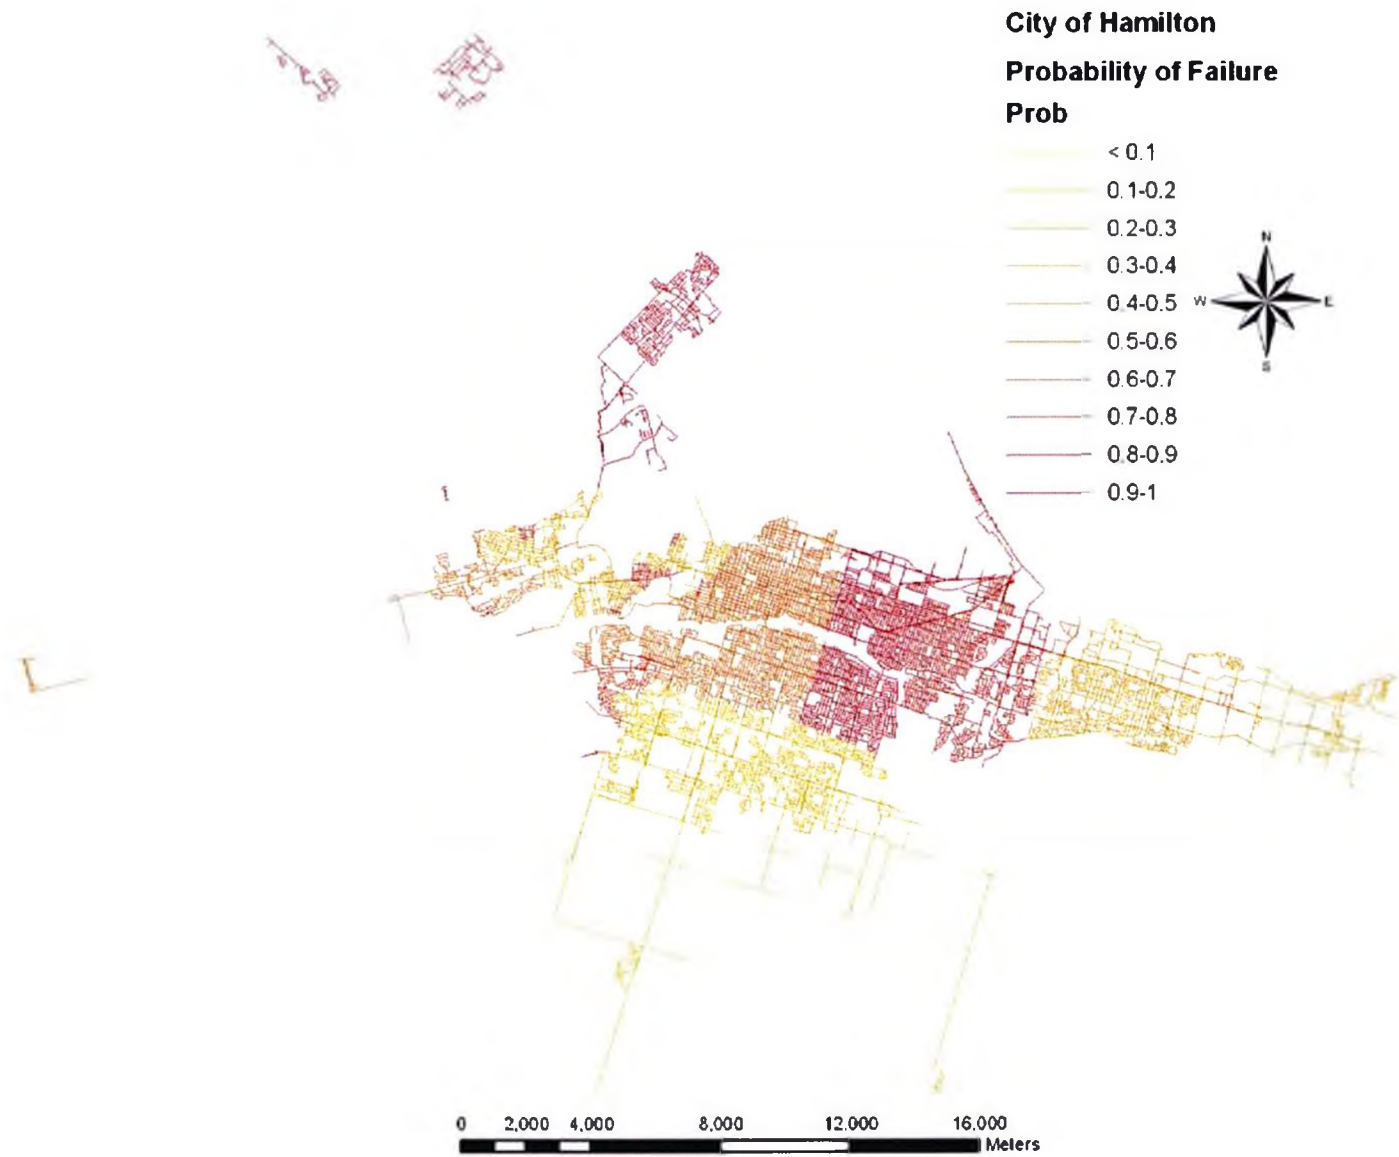 City of Hamilton
Probability of Failure
Prob
< 0.1
0.1-0.2
0.2-0.3
0.3-0.4
0.4-0.5
0.5-0.6
0.6-0.7
0.7-0.8
0.8-0.9
0.9-1
N
W E
S
0 2,000 4,000 8,000 12,000 16,000
Meters